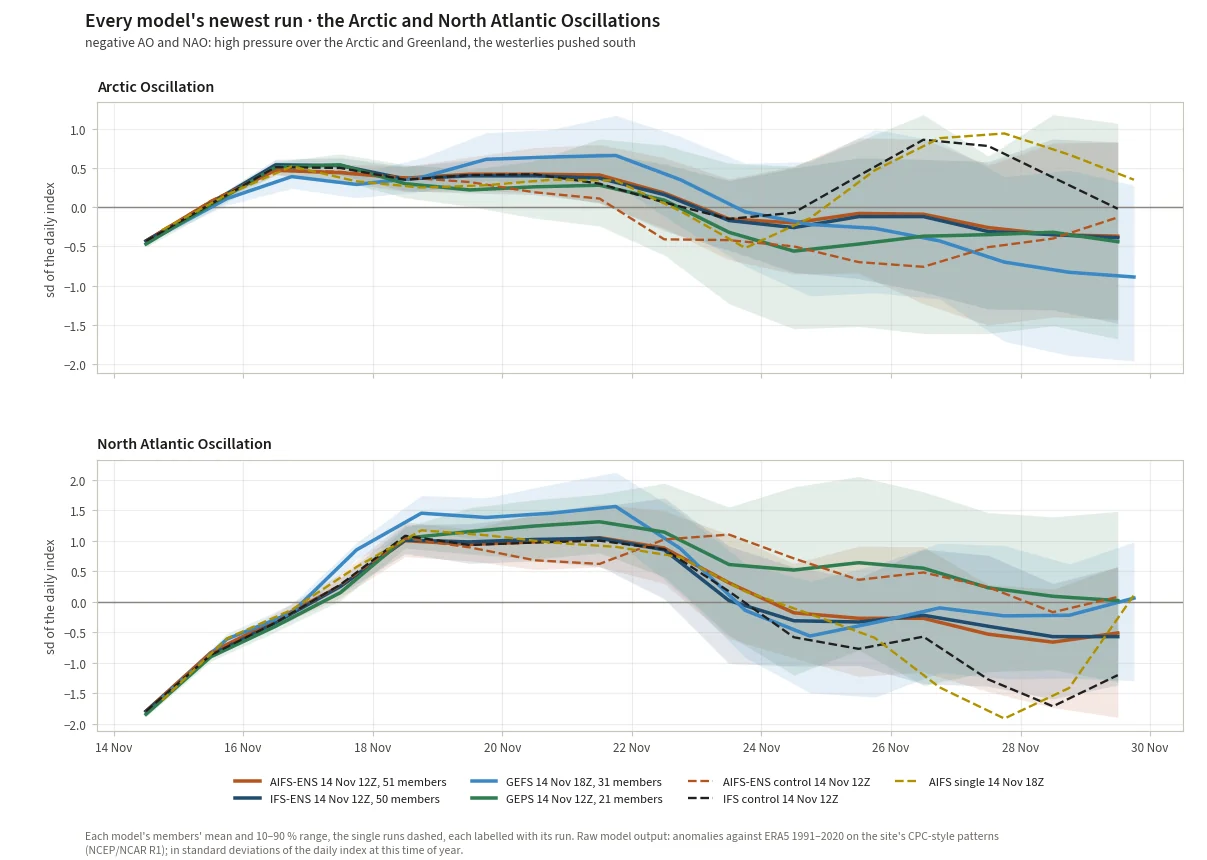 Every model's newest run · the Arctic and North Atlantic Oscillations
negative AO and NAO: high pressure over the Arctic and Greenland, the westerlies pushed south
Arctic Oscillation
sd of the daily index
1.0
0.5
0.0
−0.5
−1.0
−1.5
−2.0
North Atlantic Oscillation
sd of the daily index
2.0
1.5
1.0
0.5
0.0
−0.5
−1.0
−1.5
−2.0
14 Nov 16 Nov 18 Nov 20 Nov 22 Nov 24 Nov 26 Nov 28 Nov 30 Nov
AIFS-ENS 14 Nov 12Z, 51 members GEFS 14 Nov 18Z, 31 members AIFS-ENS control 14 Nov 12Z AIFS single 14 Nov 18Z
IFS-ENS 14 Nov 12Z, 50 members GEPS 14 Nov 12Z, 21 members IFS control 14 Nov 12Z
Each model's members' mean and 10–90 % range, the single runs dashed, each labelled with its run. Raw model output: anomalies against ERA5 1991–2020 on the site's CPC-style patterns
(NCEP/NCAR R1); in standard deviations of the daily index at this time of year.